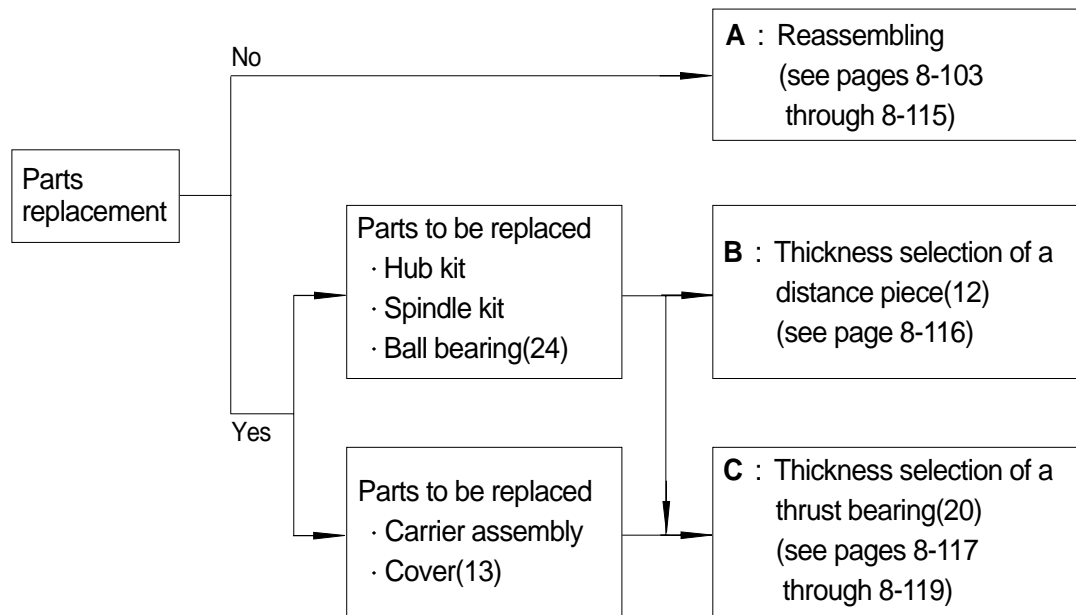 No
A : Reassembling
(see pages 8-103
through 8-115)
Parts
replacement
Parts to be replaced
· Hub kit
· Spindle kit
· Ball bearing(24)
B : Thickness selection of a
distance piece(12)
(see page 8-116)
Yes
Parts to be replaced
· Carrier assembly
· Cover(13)
C : Thickness selection of a
thrust bearing(20)
(see pages 8-117
through 8-119)